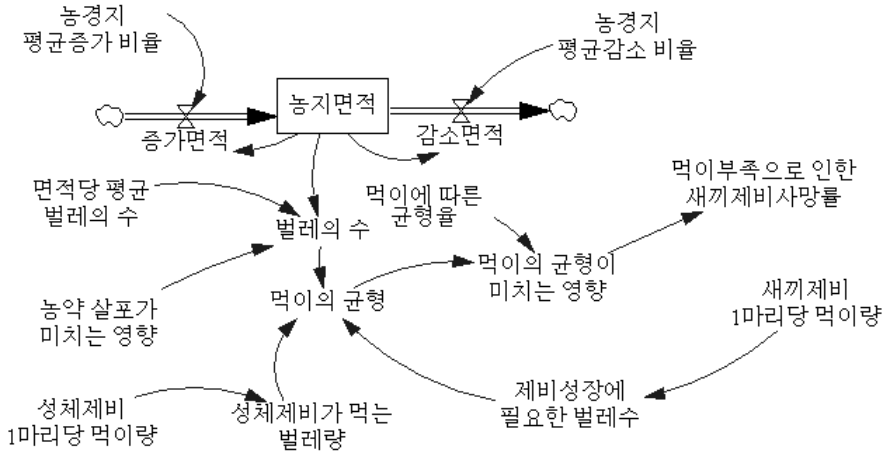 농경지
평균증가 비율
농경지
평균감소 비율
농지면적
증가면적
감소면적
면적당 평균
벌레의 수
먹이에 따른
균형율
먹이부족으로 인한
새끼제비사망률
벌레의 수
농약 살포가
미치는 영향
먹이의 균형
먹이의 균형이
미치는 영향
새끼제비
1마리당 먹이량
성체제비
1마리당 먹이량
성체제비가 먹는
벌레량
제비성장에
필요한 벌레수